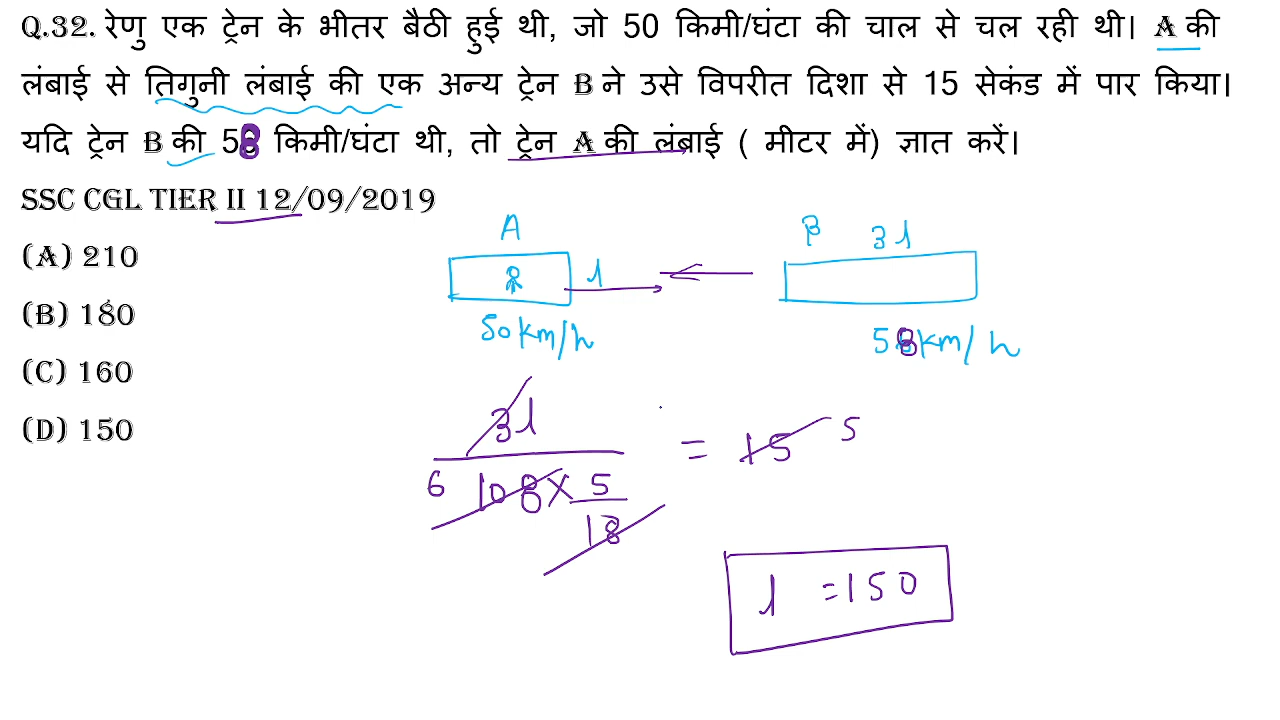 Q.32. रेणु एक ट्रेन के भीतर बैठी हुई थी, जो 50 किमी/घंटा की चाल से चल रही थी। A की
लंबाई से तिगुनी लंबाई की एक अन्य ट्रेन B ने उसे विपरीत दिशा से 15 सेकंड में पार किया।
यदि ट्रेन B की 58 किमी/घंटा थी, तो ट्रेन A की लंबाई ( मीटर में) ज्ञात करें।
SSC CGL TIER II 12/09/2019
(A) 210
(B) 180
(C) 160
(D) 150
A
B 3l
l
50km/h
58km/h
3l
= 15 5
6 108 × 5
18
l = 150